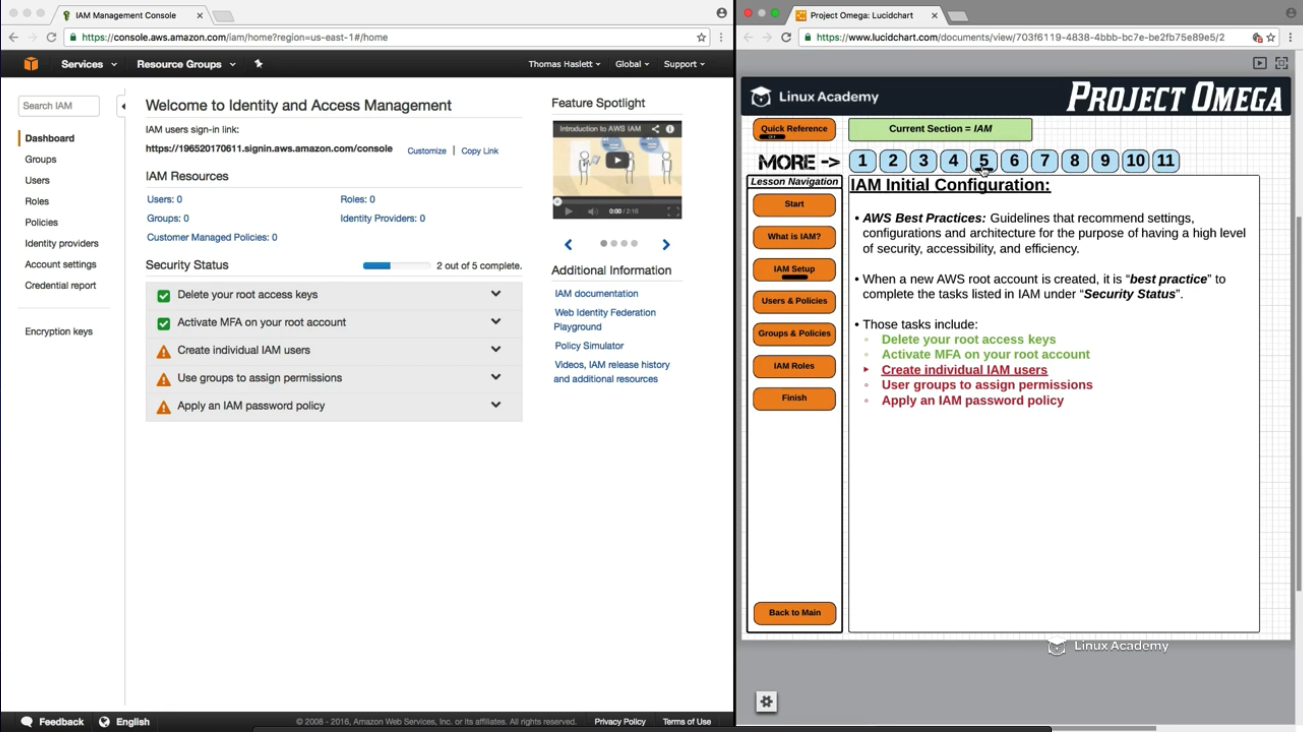 IAM Management Console
https://console.aws.amazon.com/iam/home?region=us-east-1#/home
Services
Resource Groups
Thomas Haslett
Global
Support
Search IAM
Dashboard
Groups
Users
Roles
Policies
Identity providers
Account settings
Credential report
Encryption keys
Welcome to Identity and Access Management
IAM users sign-in link:
https://196520170611.signin.aws.amazon.com/console
Customize | Copy Link
IAM Resources
Users: 0
Roles: 0
Groups: 0
Identity Providers: 0
Customer Managed Policies: 0
Security Status
2 out of 5 complete.
Delete your root access keys
Activate MFA on your root account
Create individual IAM users
Use groups to assign permissions
Apply an IAM password policy
Feature Spotlight
Introduction to AWS IAM
0:00 / 2:16
Additional Information
IAM documentation
Web Identity Federation
Playground
Policy Simulator
Videos, IAM release history
and additional resources
Feedback
English
© 2008 - 2016, Amazon Web Services, Inc. or its affiliates. All rights reserved.
Privacy Policy
Terms of Use
Project Omega: Lucidchart
https://www.lucidchart.com/documents/view/703f6119-4838-4bbb-bc7e-be2fb75e89e5/2
Linux Academy
PROJECT OMEGA
Quick Reference
Current Section = IAM
MORE -> 1 2 3 4 5 6 7 8 9 10 11
Lesson Navigation
Start
What is IAM?
IAM Setup
Users & Policies
Groups & Policies
IAM Roles
Finish
Back to Main
IAM Initial Configuration:
• AWS Best Practices: Guidelines that recommend settings,
configurations and architecture for the purpose of having a high level
of security, accessibility, and efficiency.
• When a new AWS root account is created, it is “best practice” to
complete the tasks listed in IAM under “Security Status”.
• Those tasks include:
Delete your root access keys
Activate MFA on your root account
Create individual IAM users
User groups to assign permissions
Apply an IAM password policy
Linux Academy